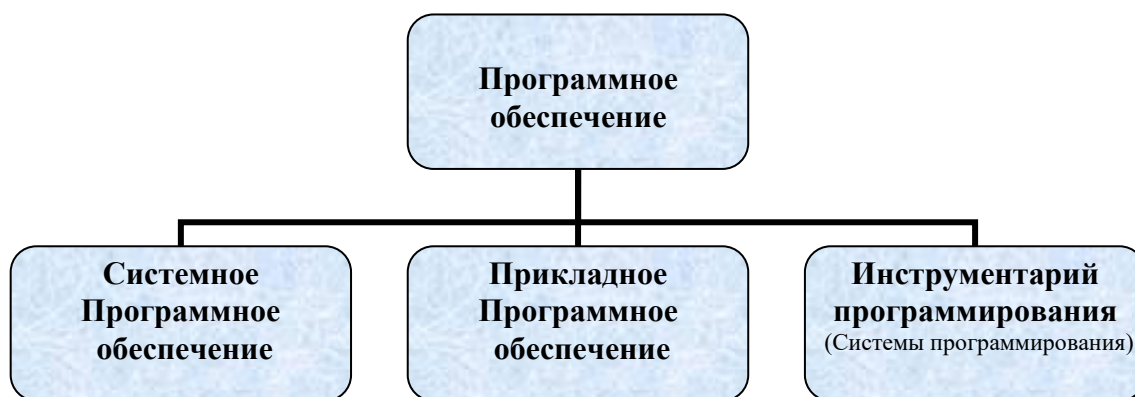 Программное
обеспечение
Системное
Программное
обеспечение
Прикладное
Программное
обеспечение
Инструментарий
программирования
(Системы программирования)